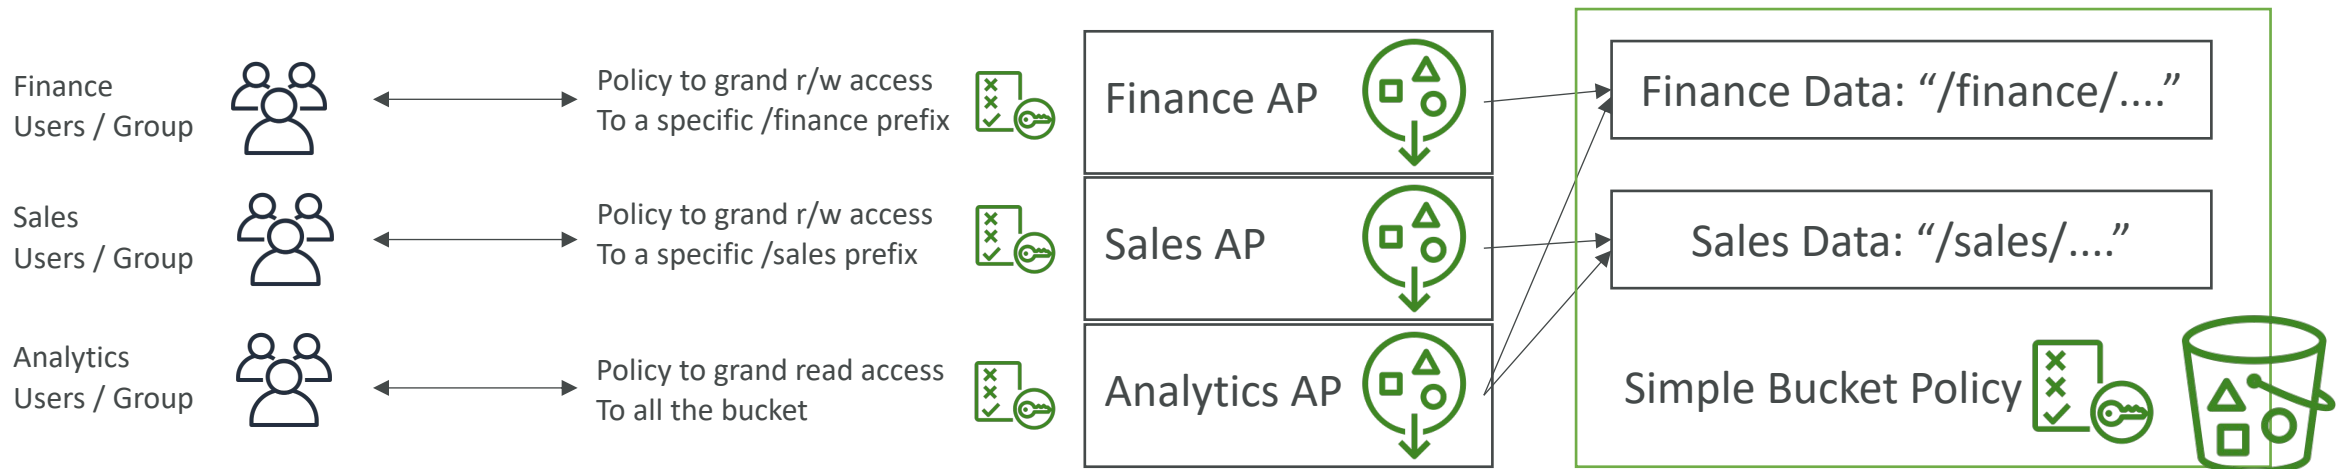 Finance
Users / Group
Policy to grand r/w access
To a specific /finance prefix
Finance AP
Finance Data: “/finance/....”
Sales
Users / Group
Policy to grand r/w access
To a specific /sales prefix
Sales AP
Sales Data: “/sales/....”
Analytics
Users / Group
Policy to grand read access
To all the bucket
Analytics AP
Simple Bucket Policy